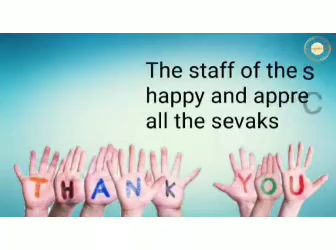 The staff of the s
happy and appre C
all the sevaks
THANK YOU